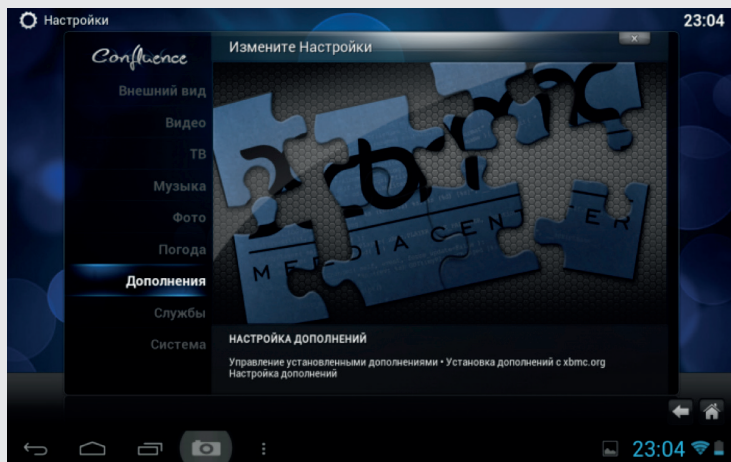 Настройки
23:04
Confluence
Измените Настройки
Внешний вид
Видео
ТВ
Музыка
Фото
Погода
Дополнения
Службы
Система
xbmc
MEDIA CENTER
НАСТРОЙКА ДОПОЛНЕНИЙ
Управление установленными дополнениями • Установка дополнений с xbmc.org
Настройка дополнений
23:04